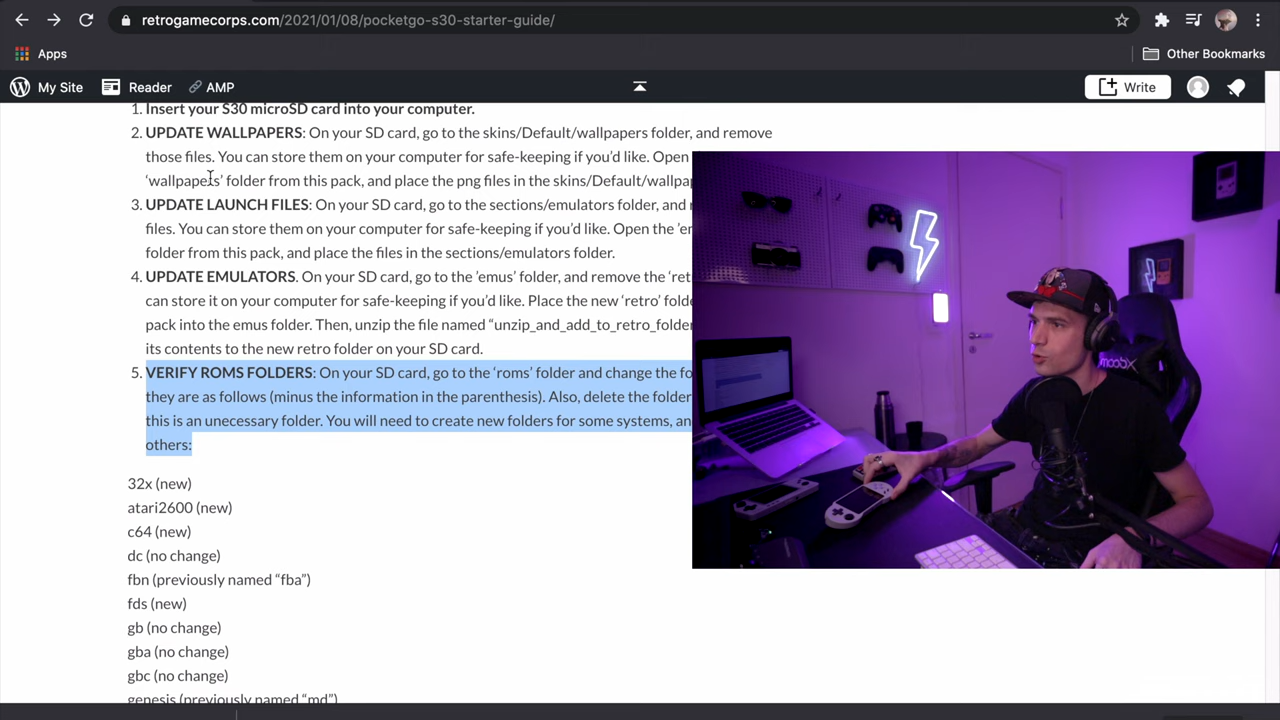 retrogamecorps.com/2021/01/08/pocketgo-s30-starter-guide/
Apps
Other Bookmarks
My Site
Reader
AMP
Write
1. Insert your S30 microSD card into your computer.
2. UPDATE WALLPAPERS: On your SD card, go to the skins/Default/wallpapers folder, and remove
those files. You can store them on your computer for safe-keeping if you’d like. Open
‘wallpapers’ folder from this pack, and place the png files in the skins/Default/wallpap
3. UPDATE LAUNCH FILES: On your SD card, go to the sections/emulators folder, and
files. You can store them on your computer for safe-keeping if you’d like. Open the ’e
folder from this pack, and place the files in the sections/emulators folder.
4. UPDATE EMULATORS. On your SD card, go to the ’emus’ folder, and remove the ‘ret
can store it on your computer for safe-keeping if you’d like. Place the new ‘retro’ fold
pack into the emus folder. Then, unzip the file named “unzip_and_add_to_retro_folder
its contents to the new retro folder on your SD card.
5. VERIFY ROMS FOLDERS: On your SD card, go to the ‘roms’ folder and change the fo
they are as follows (minus the information in the parenthesis). Also, delete the folder
this is an unecessary folder. You will need to create new folders for some systems, an
others:
32x (new)
atari2600 (new)
c64 (new)
dc (no change)
fbn (previously named “fba”)
fds (new)
gb (no change)
gba (no change)
gbc (no change)
genesis (previously named “md”)
moobx